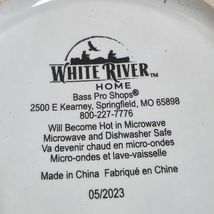 WHITE RIVER™
HOME
Bass Pro Shops®
2500 E Kearney, Springfield, MO 65898
800-227-7776
Will Become Hot in Microwave
Microwave and Dishwasher Safe
Va devenir chaud en micro-ondes
Micro-ondes et lave-vaisselle
Made in China Fabriqué en China
05/2023